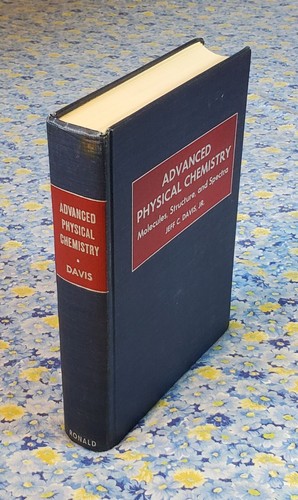 ADVANCED
PHYSICAL CHEMISTRY
Molecules, Structure, and Spectra
JEFF C. DAVIS, JR.
ADVANCED
PHYSICAL
CHEMISTRY
•
DAVIS
RONALD